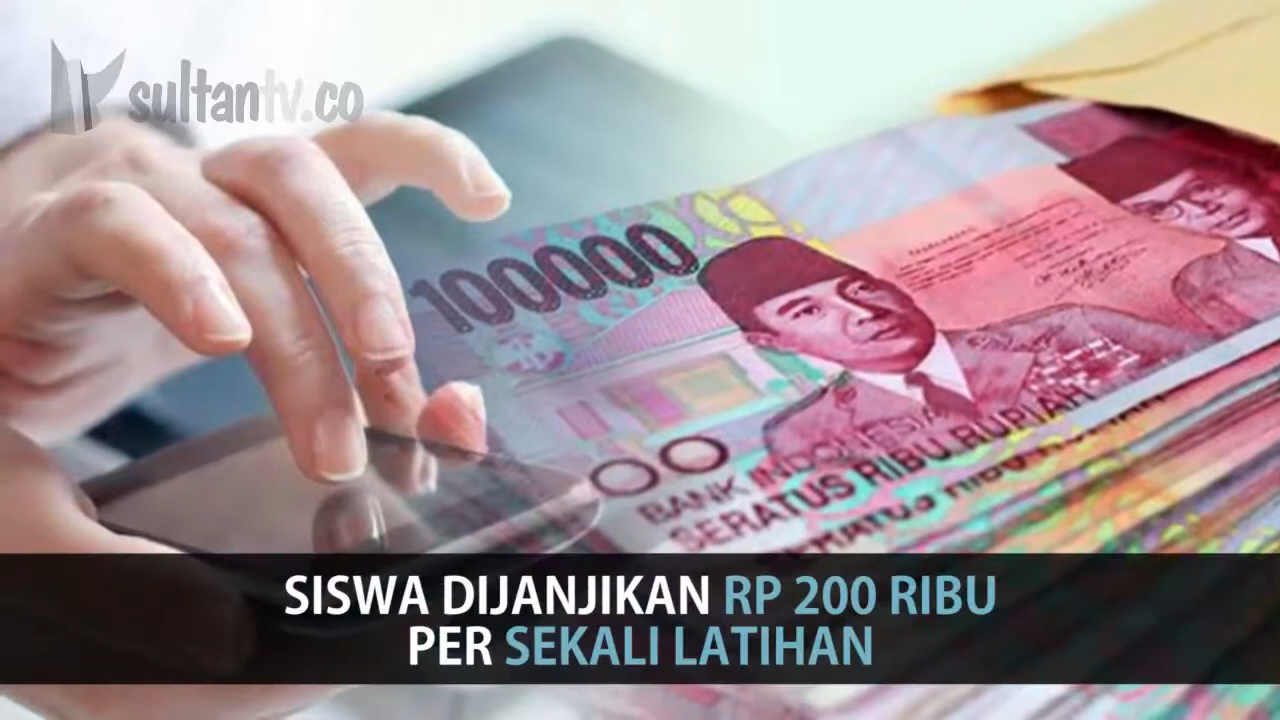 sultantv.co
100000
BANK INDONESIA
SERATUS RIBU RUPIAH
SISWA DIJANJIKAN RP 200 RIBU
PER SEKALI LATIHAN